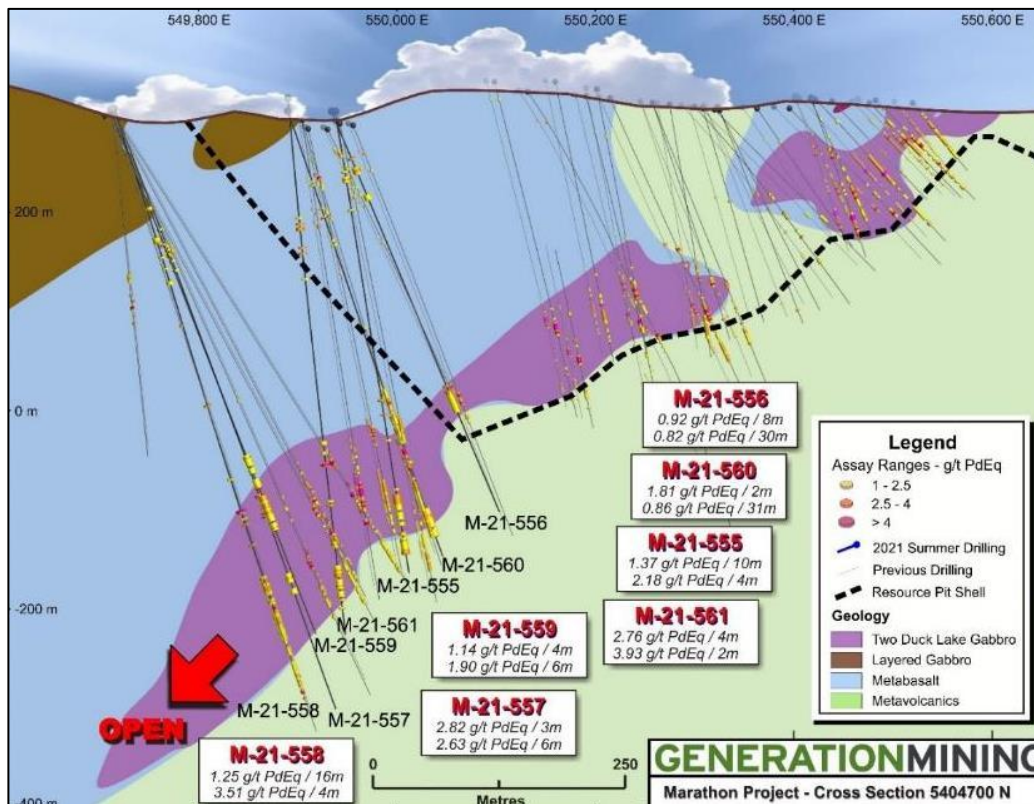 549,800 E 550,000 E 550,200 E 550,400 E 550,600 E
200 m
0 m
-200 m
-400 m
M-21-556
M-21-560
M-21-555
M-21-561
M-21-559
M-21-558
M-21-557
OPEN
M-21-556
0.92 g/t PdEq / 8m
0.82 g/t PdEq / 30m
M-21-560
1.81 g/t PdEq / 2m
0.86 g/t PdEq / 31m
M-21-555
1.37 g/t PdEq / 10m
2.18 g/t PdEq / 4m
M-21-561
2.76 g/t PdEq / 4m
3.93 g/t PdEq / 2m
M-21-559
1.14 g/t PdEq / 4m
1.90 g/t PdEq / 6m
M-21-557
2.82 g/t PdEq / 3m
2.63 g/t PdEq / 6m
M-21-558
1.25 g/t PdEq / 16m
3.51 g/t PdEq / 4m
0 250
Metres
Legend
Assay Ranges - g/t PdEq
1 - 2.5
2.5 - 4
> 4
2021 Summer Drilling
Previous Drilling
Resource Pit Shell
Geology
Two Duck Lake Gabbro
Layered Gabbro
Metabasalt
Metavolcanics
GENERATIONMINING
Marathon Project - Cross Section 5404700 N